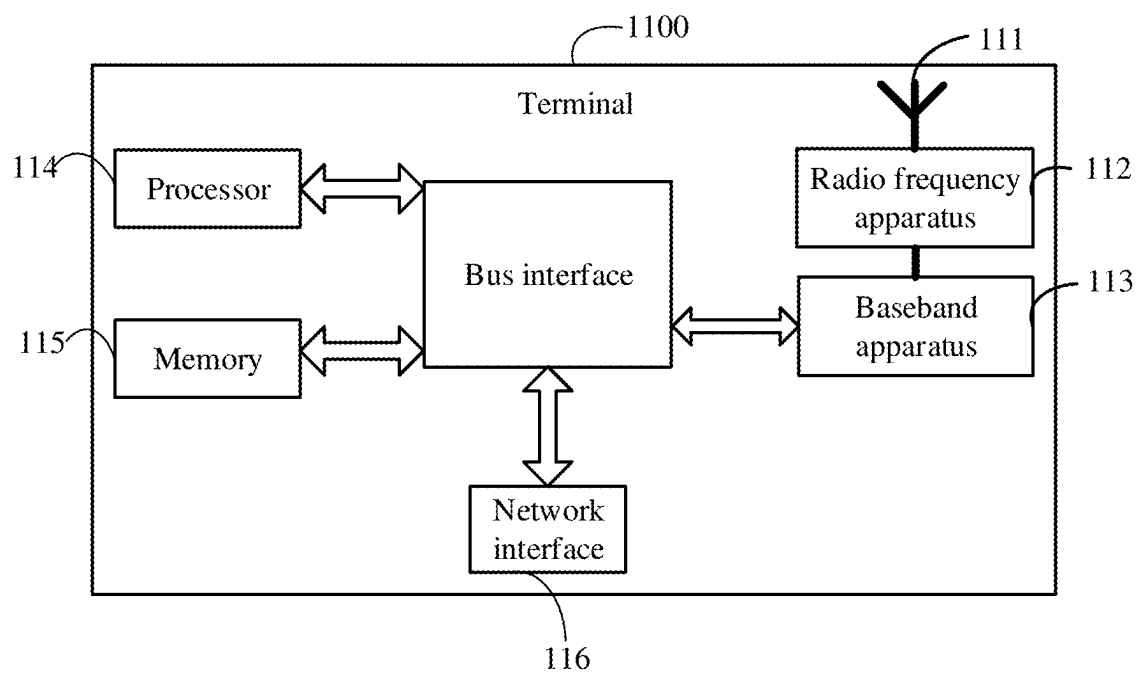 1100
111
Terminal
114
Processor
Radio frequency
apparatus
112
Bus interface
113
Baseband
apparatus
115
Memory
Network
interface
116